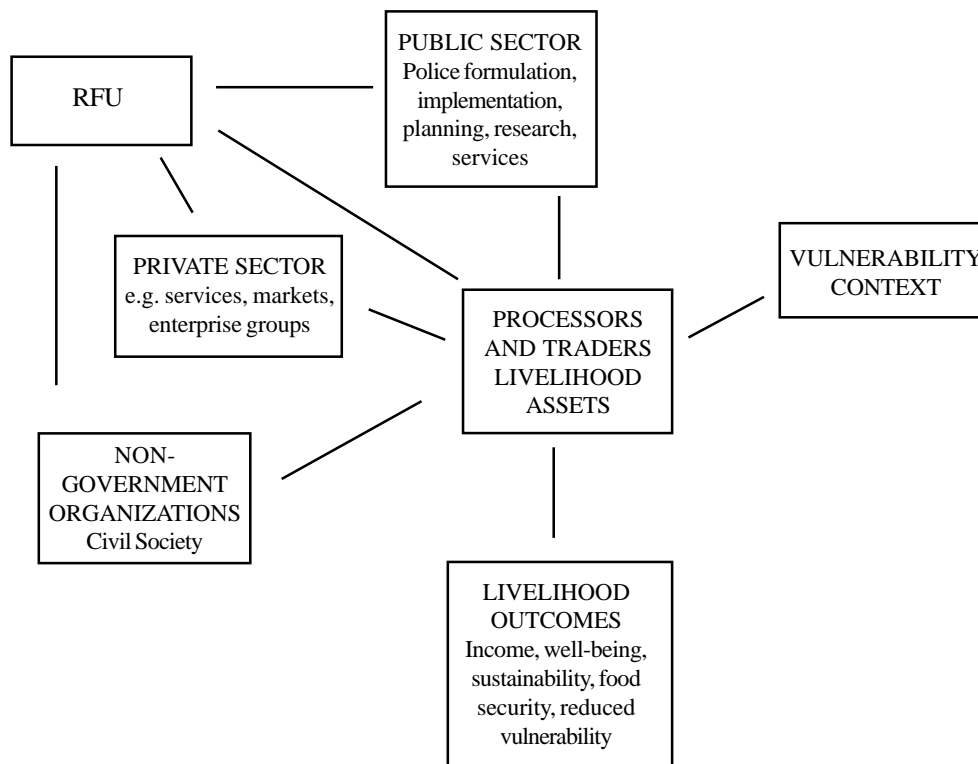 PUBLIC SECTOR
Police formulation,
implementation,
planning, research,
services
RFU
PRIVATE SECTOR
e.g. services, markets,
enterprise groups
VULNERABILITY
CONTEXT
PROCESSORS
AND TRADERS
LIVELIHOOD
ASSETS
NON-
GOVERNMENT
ORGANIZATIONS
Civil Society
LIVELIHOOD
OUTCOMES
Income, well-being,
sustainability, food
security, reduced
vulnerability